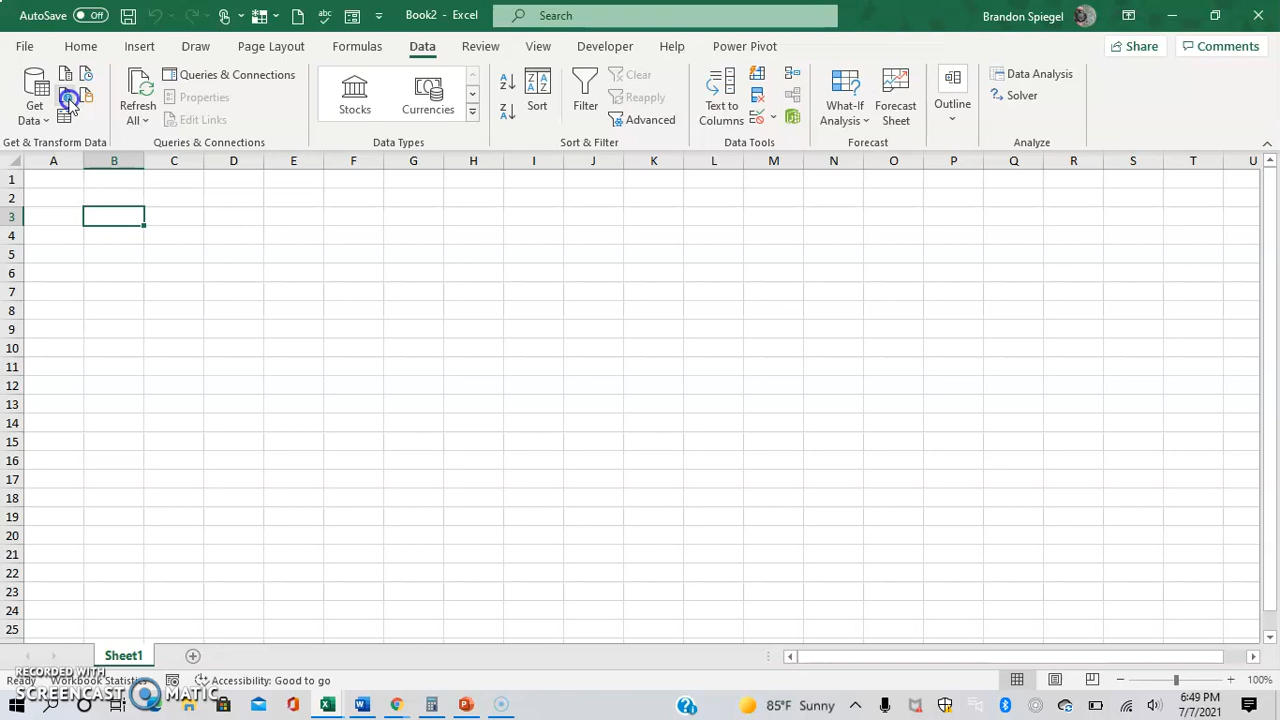 AutoSave Off Book2 - Excel Search Brandon Spiegel
File Home Insert Draw Page Layout Formulas Data Review View Developer Help Power Pivot Share Comments
Get Data
Get & Transform Data
Refresh All
Queries & Connections
Properties
Edit Links
Queries & Connections
Stocks
Currencies
Data Types
Sort
Filter
Clear
Reapply
Advanced
Sort & Filter
Text to Columns
Data Tools
What-If Analysis
Forecast Sheet
Forecast
Outline
Data Analysis
Solver
Analyze
A B C D E F G H I J K L M N O P Q R S T U
1
2
3
4
5
6
7
8
9
10
11
12
13
14
15
16
17
18
19
20
21
22
23
24
25
Sheet1
RECORDED WITH
SCREENCAST MATIC
Ready Workbook Statistics Accessibility: Good to go 100%
85°F Sunny
6:49 PM
7/7/2021